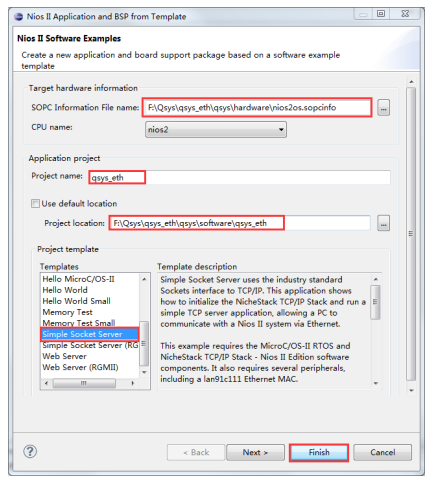 Nios II Application and BSP from Template
Nios II Software Examples
Create a new application and board support package based on a software example
template
Target hardware information
SOPC Information File name: F:\Qsys\qsys_eth\qsys\hardware\nios2os.sopcinfo ...
CPU name: nios2
Application project
Project name: qsys_eth
Use default location
Project location: F:\Qsys\qsys_eth\qsys\software\qsys_eth ...
Project template
Templates
Hello MicroC/OS-II
Hello World
Hello World Small
Memory Test
Memory Test Small
Simple Socket Server
Simple Socket Server (RG
Web Server
Web Server (RGMII)
Template description
Simple Socket Server uses the industry standard
Sockets interface to TCP/IP. This application shows
how to initialize the NicheStack TCP/IP Stack and run a
simple TCP server application, allowing a PC to
communicate with a Nios II system via Ethernet.
This example requires the MicroC/OS-II RTOS and
NicheStack TCP/IP Stack - Nios II Edition software
components. It also requires several peripherals,
including a lan91c111 Ethernet MAC.
? < Back Next > Finish Cancel